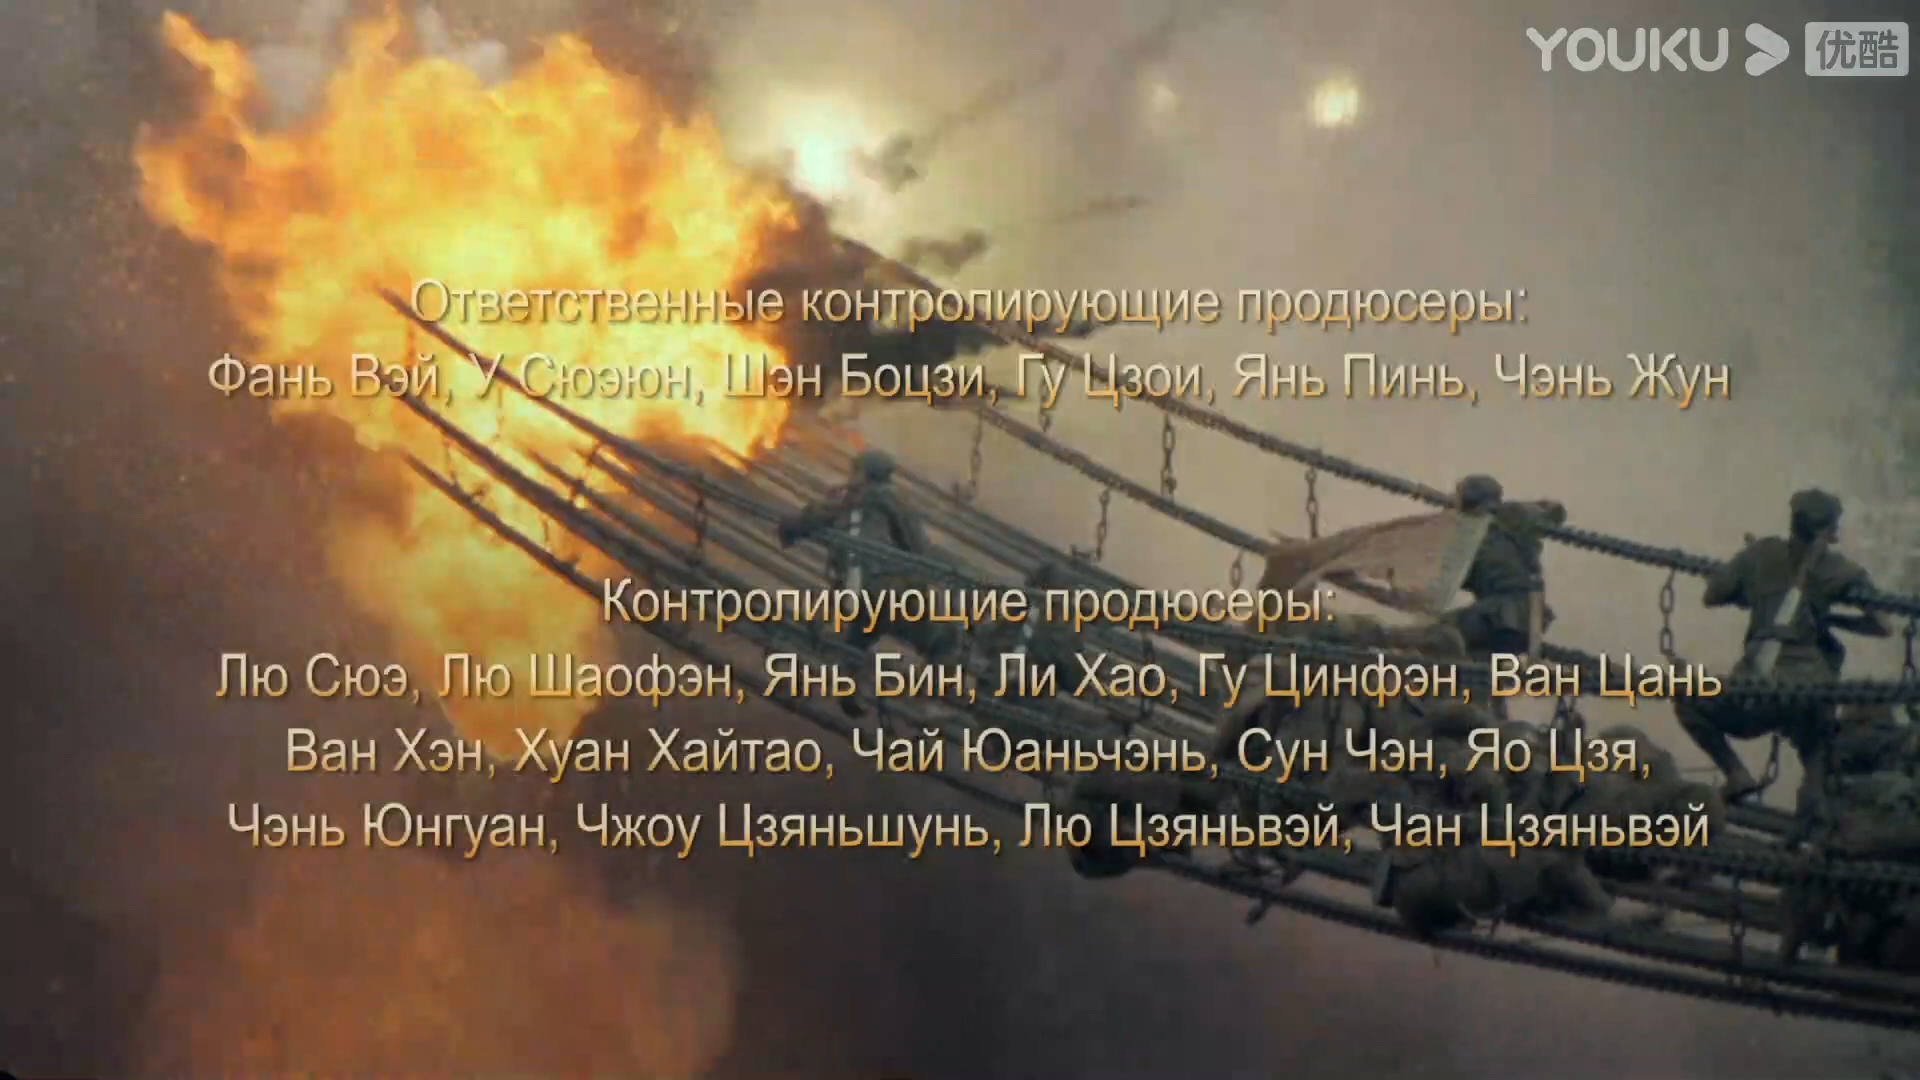 YOUKU 优酷
Ответственные контролирующие продюсеры:
Фань Вэй, У Сюэюн, Шэн Боцзи, Гу Цзои, Янь Пинь, Чэнь Жун
Контролирующие продюсеры:
Лю Сюэ, Лю Шаофэн, Янь Бин, Ли Хао, Гу Цинфэн, Ван Цань
Ван Хэн, Хуан Хайтао, Чай Юаньчэнь, Сун Чэн, Яо Цзя,
Чэнь Юнгуан, Чжоу Цзяньшунь, Лю Цзяньвэй, Чан Цзяньвэй